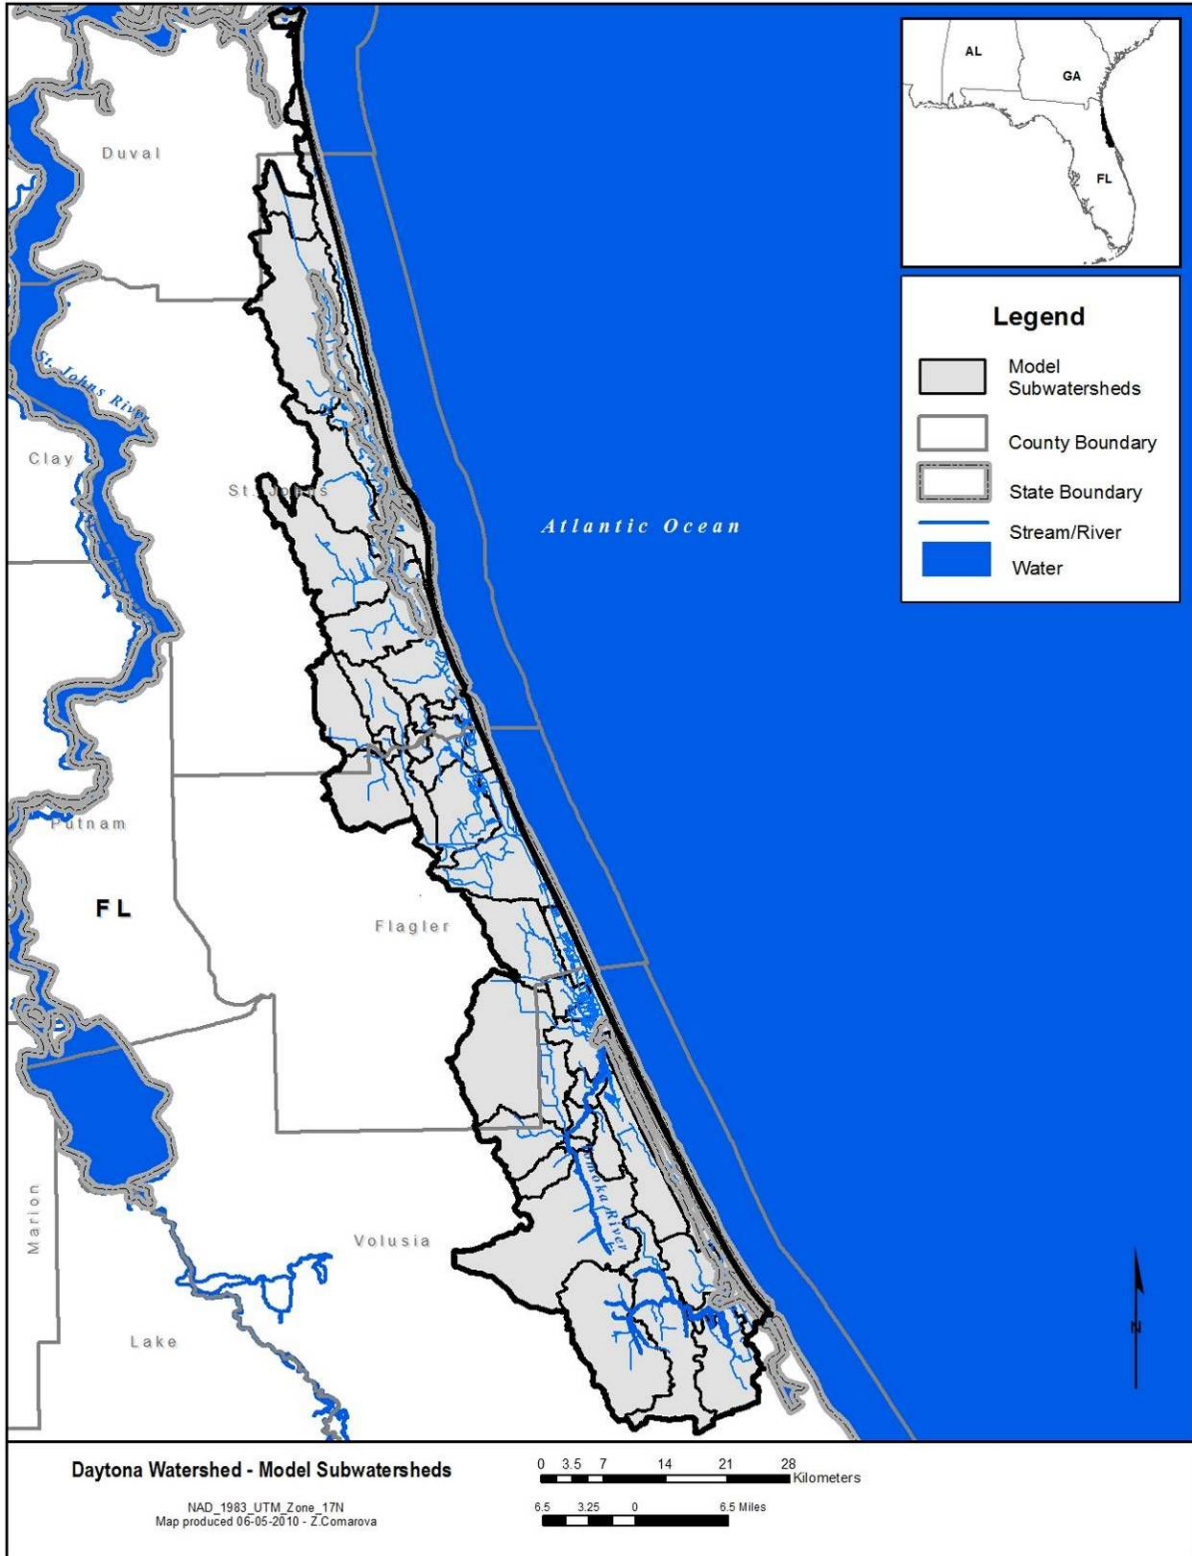 AL
GA
FL
Legend
Model
Subwatersheds
County Boundary
State Boundary
Stream/River
Water
Duval
St. Johns River
Clay
St. Johns
Atlantic Ocean
Putnam
FL
Flagler
Marion
Volusia
Tomoka River
Lake
N
Daytona Watershed - Model Subwatersheds
NAD_1983_UTM_Zone_17N
Map produced 06-05-2010 - Z.Comarova
0 3.5 7 14 21 28
Kilometers
6.5 3.25 0 6.5 Miles